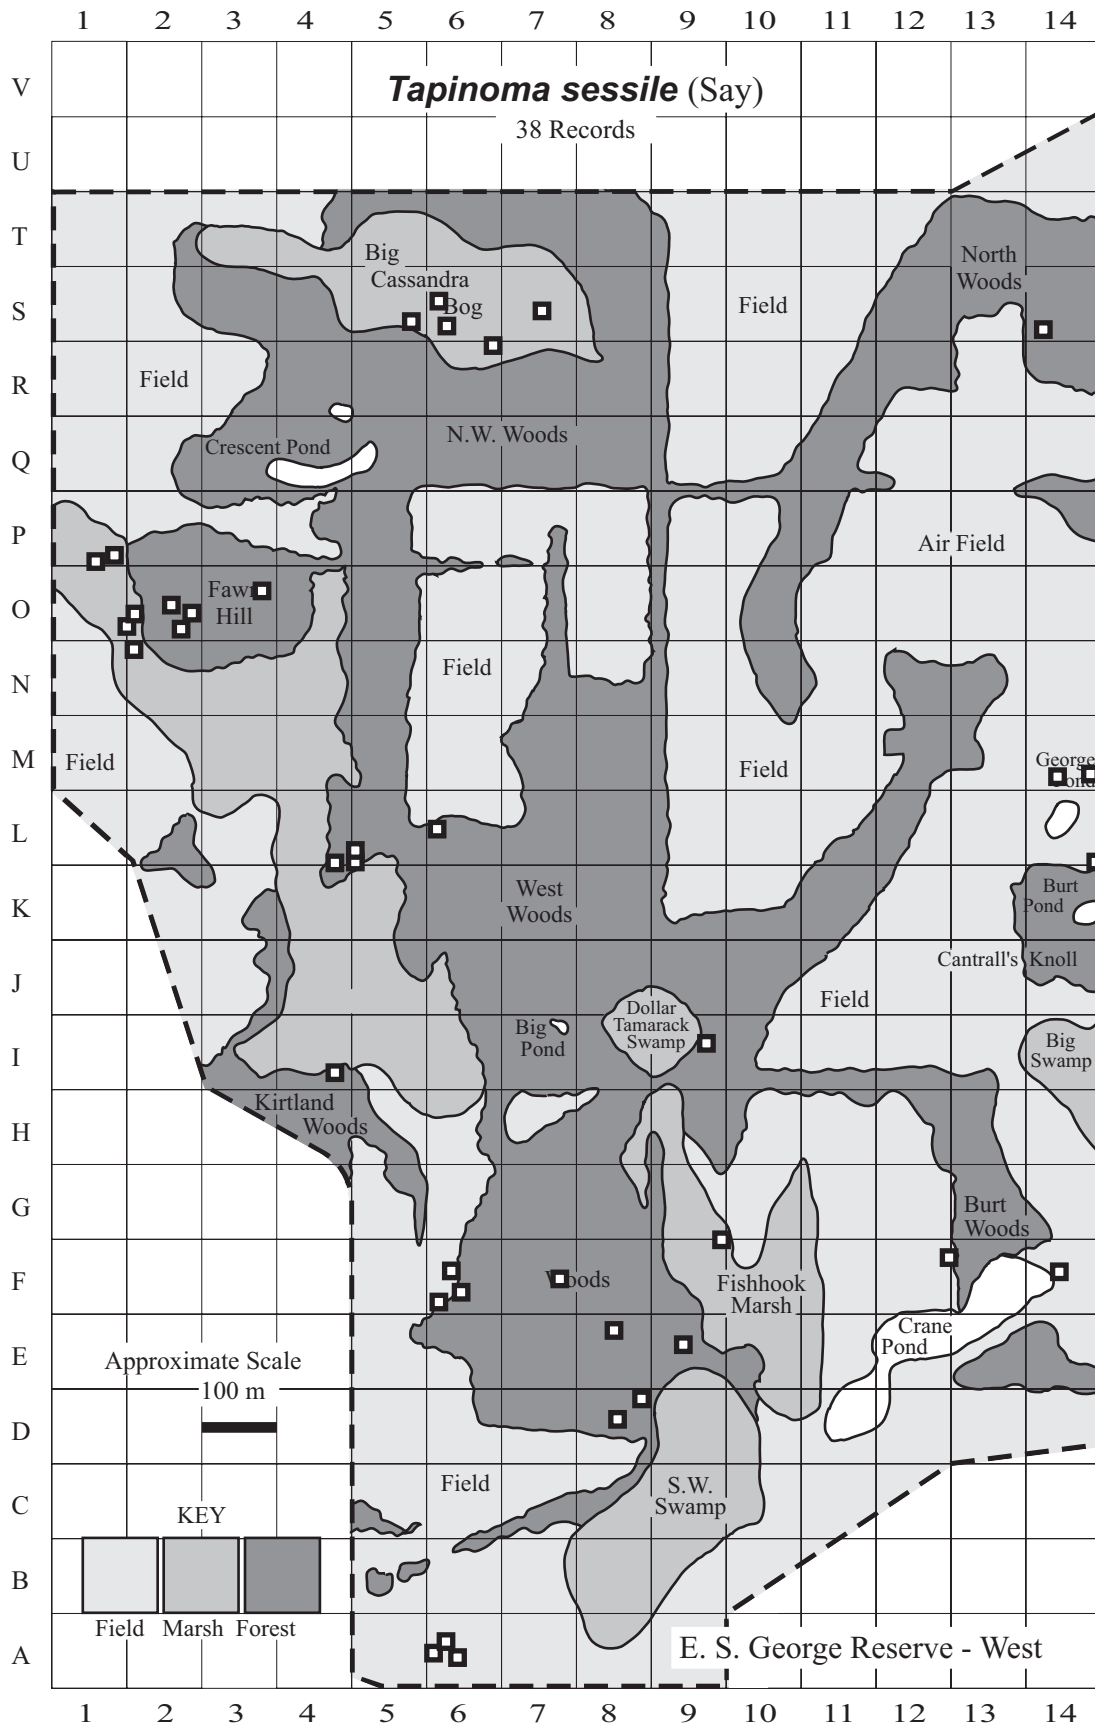 1 2 3 4 5 6 7 8 9 10 11 12 13 14
V
Tapinoma sessile (Say)
38 Records
U
T
Big
Cassandra
Bog
North
Woods
S
Field
R
Field
N.W. Woods
Q
Crescent Pond
P
Air Field
O
Fawn
Hill
N
Field
M
Field
Field
George
Pond
L
K
West
Woods
Burt
Pond
J
Cantrall's Knoll
Field
Dollar
Tamarack
Swamp
I
Big
Pond
Big
Swamp
Kirtland
Woods
H
G
Burt
Woods
F
Woods
Fishhook
Marsh
E
Crane
Pond
Approximate Scale
100 m
D
Field
S.W.
Swamp
C
KEY
B
Field Marsh Forest
A
E. S. George Reserve - West
1 2 3 4 5 6 7 8 9 10 11 12 13 14